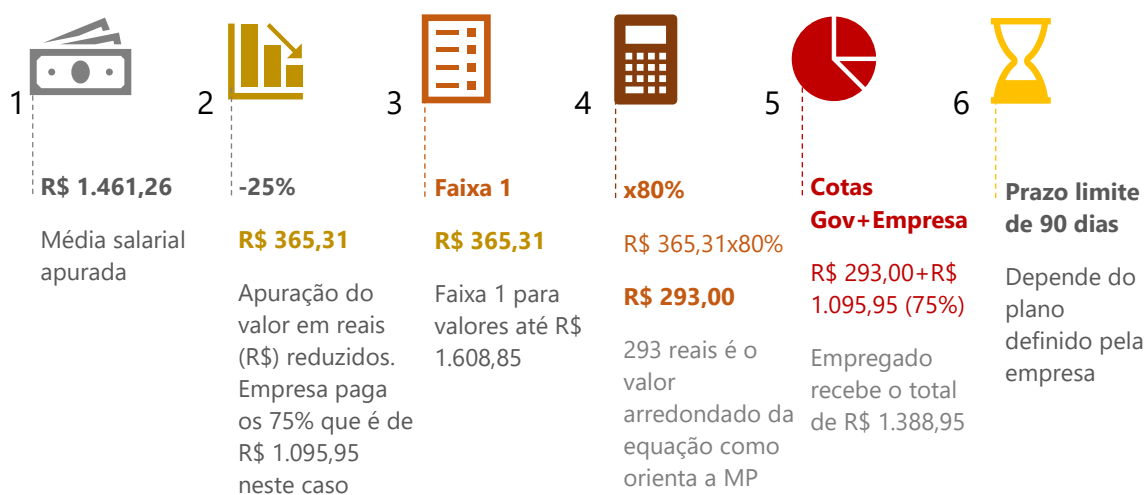 1
R$ 1.461,26
Média salarial
apurada
2
-25%
R$ 365,31
Apuração do
valor em reais
(R$) reduzidos.
Empresa paga
os 75% que é de
R$ 1.095,95
neste caso
3
Faixa 1
R$ 365,31
Faixa 1 para
valores até R$
1.608,85
4
x80%
R$ 365,31x80%
R$ 293,00
293 reais é o
valor
arredondado da
equação como
orienta a MP
5
Cotas
Gov+Empresa
R$ 293,00+R$
1.095,95 (75%)
Empregado
recebe o total
de R$ 1.388,95
6
Prazo limite
de 90 dias
Depende do
plano
definido pela
empresa